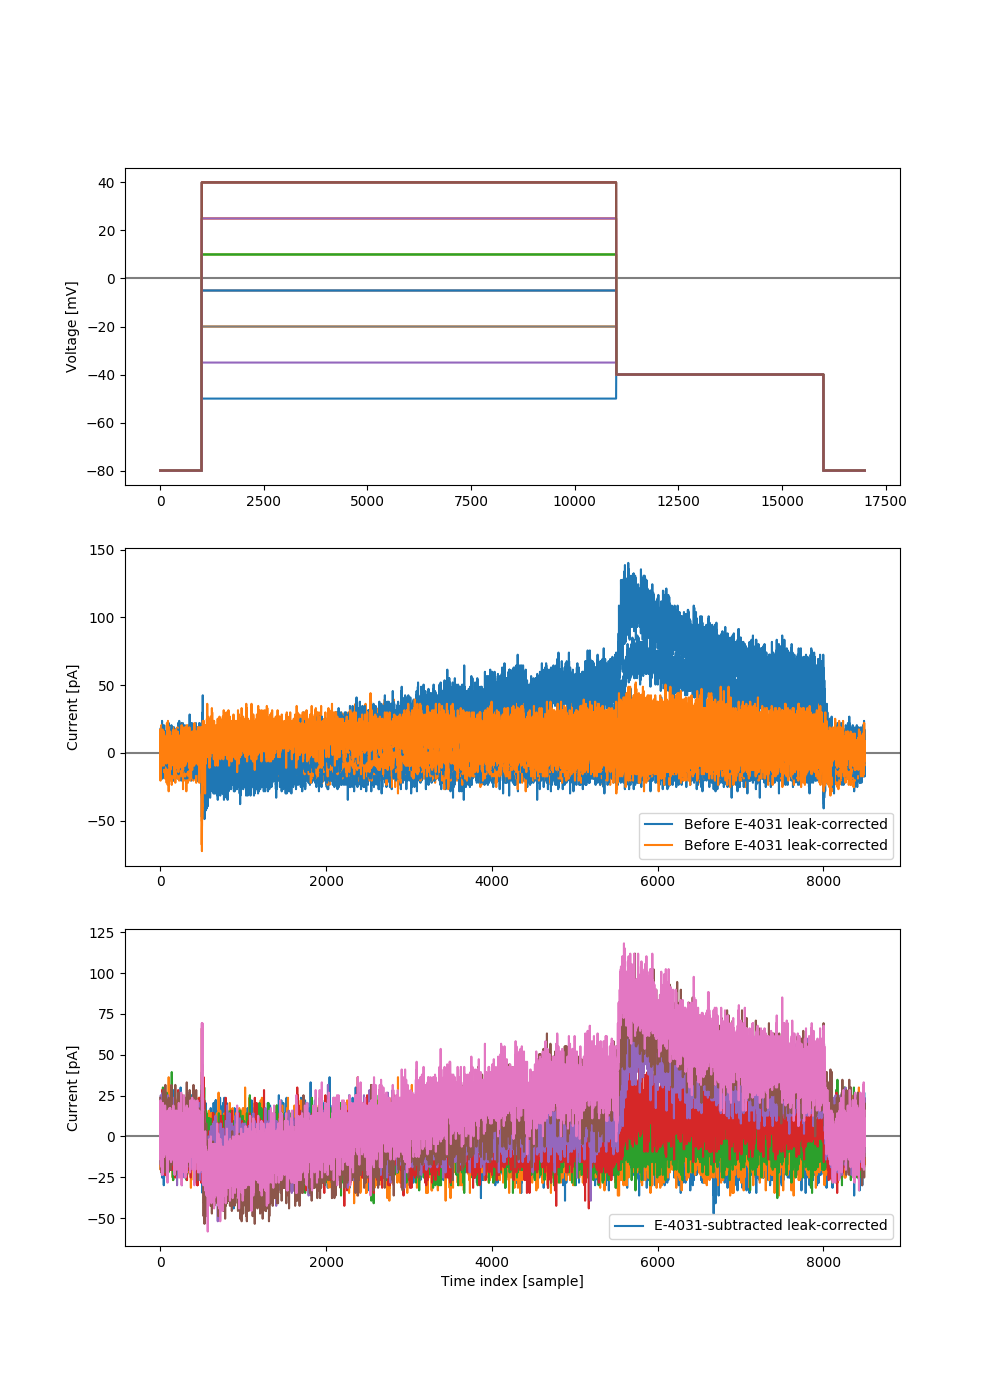 40
20
0
−20
−40
−60
−80
Voltage [mV]
0 2500 5000 7500 10000 12500 15000 17500
150
100
50
0
−50
Current [pA]
Before E-4031 leak-corrected
Before E-4031 leak-corrected
0 2000 4000 6000 8000
125
100
75
50
25
0
−25
−50
Current [pA]
E-4031-subtracted leak-corrected
0 2000 4000 6000 8000
Time index [sample]